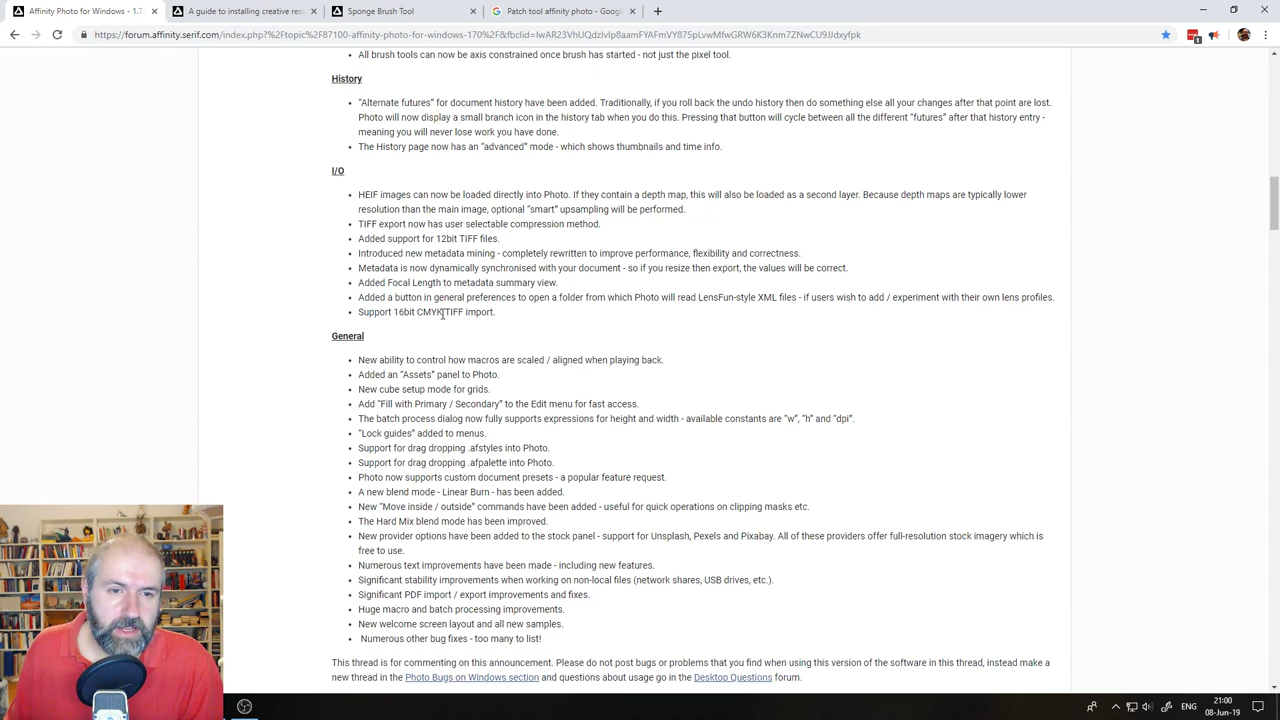 Affinity Photo for Windows - 1.7.
A guide to installing creative reso
Sponge Brush Tool
Patch tool affinity photo - Google
https://forum.affinity.serif.com/index.php?%2Ftopic%2F87100-affinity-photo-for-windows-170%2F&fbclid=IwAR23VhUQdzIvIp8aamFYAFmVY875pLvwMfwGRW6K3Knm7ZNwCU9JJdxyfpk
1
All brush tools can now be axis constrained once brush has started - not just the pixel tool.
History
“Alternate futures” for document history have been added. Traditionally, if you roll back the undo history then do something else all your changes after that point are lost.
Photo will now display a small branch icon in the history tab when you do this. Pressing that button will cycle between all the different “futures” after that history entry -
meaning you will never lose work you have done.
The History page now has an “advanced” mode - which shows thumbnails and time info.
I/O
HEIF images can now be loaded directly into Photo. If they contain a depth map, this will also be loaded as a second layer. Because depth maps are typically lower
resolution than the main image, optional “smart” upsampling will be performed.
TIFF export now has user selectable compression method.
Added support for 12bit TIFF files.
Introduced new metadata mining - completely rewritten to improve performance, flexibility and correctness.
Metadata is now dynamically synchronised with your document - so if you resize then export, the values will be correct.
Added Focal Length to metadata summary view.
Added a button in general preferences to open a folder from which Photo will read LensFun-style XML files - if users wish to add / experiment with their own lens profiles.
Support 16bit CMYK TIFF import.
General
New ability to control how macros are scaled / aligned when playing back.
Added an “Assets” panel to Photo.
New cube setup mode for grids.
Add “Fill with Primary / Secondary” to the Edit menu for fast access.
The batch process dialog now fully supports expressions for height and width - available constants are “w”, “h” and “dpi”.
“Lock guides” added to menus.
Support for drag dropping .afstyles into Photo.
Support for drag dropping .afpalette into Photo.
Photo now supports custom document presets - a popular feature request.
A new blend mode - Linear Burn - has been added.
New “Move inside / outside” commands have been added - useful for quick operations on clipping masks etc.
The Hard Mix blend mode has been improved.
New provider options have been added to the stock panel - support for Unsplash, Pexels and Pixabay. All of these providers offer full-resolution stock imagery which is
free to use.
Numerous text improvements have been made - including new features.
Significant stability improvements when working on non-local files (network shares, USB drives, etc.).
Significant PDF import / export improvements and fixes.
Huge macro and batch processing improvements.
New welcome screen layout and all new samples.
Numerous other bug fixes - too many to list!
This thread is for commenting on this announcement. Please do not post bugs or problems that you find when using this version of the software in this thread, instead make a
new thread in the Photo Bugs on Windows section and questions about usage go in the Desktop Questions forum.
ENG
21:00
08-Jun-19